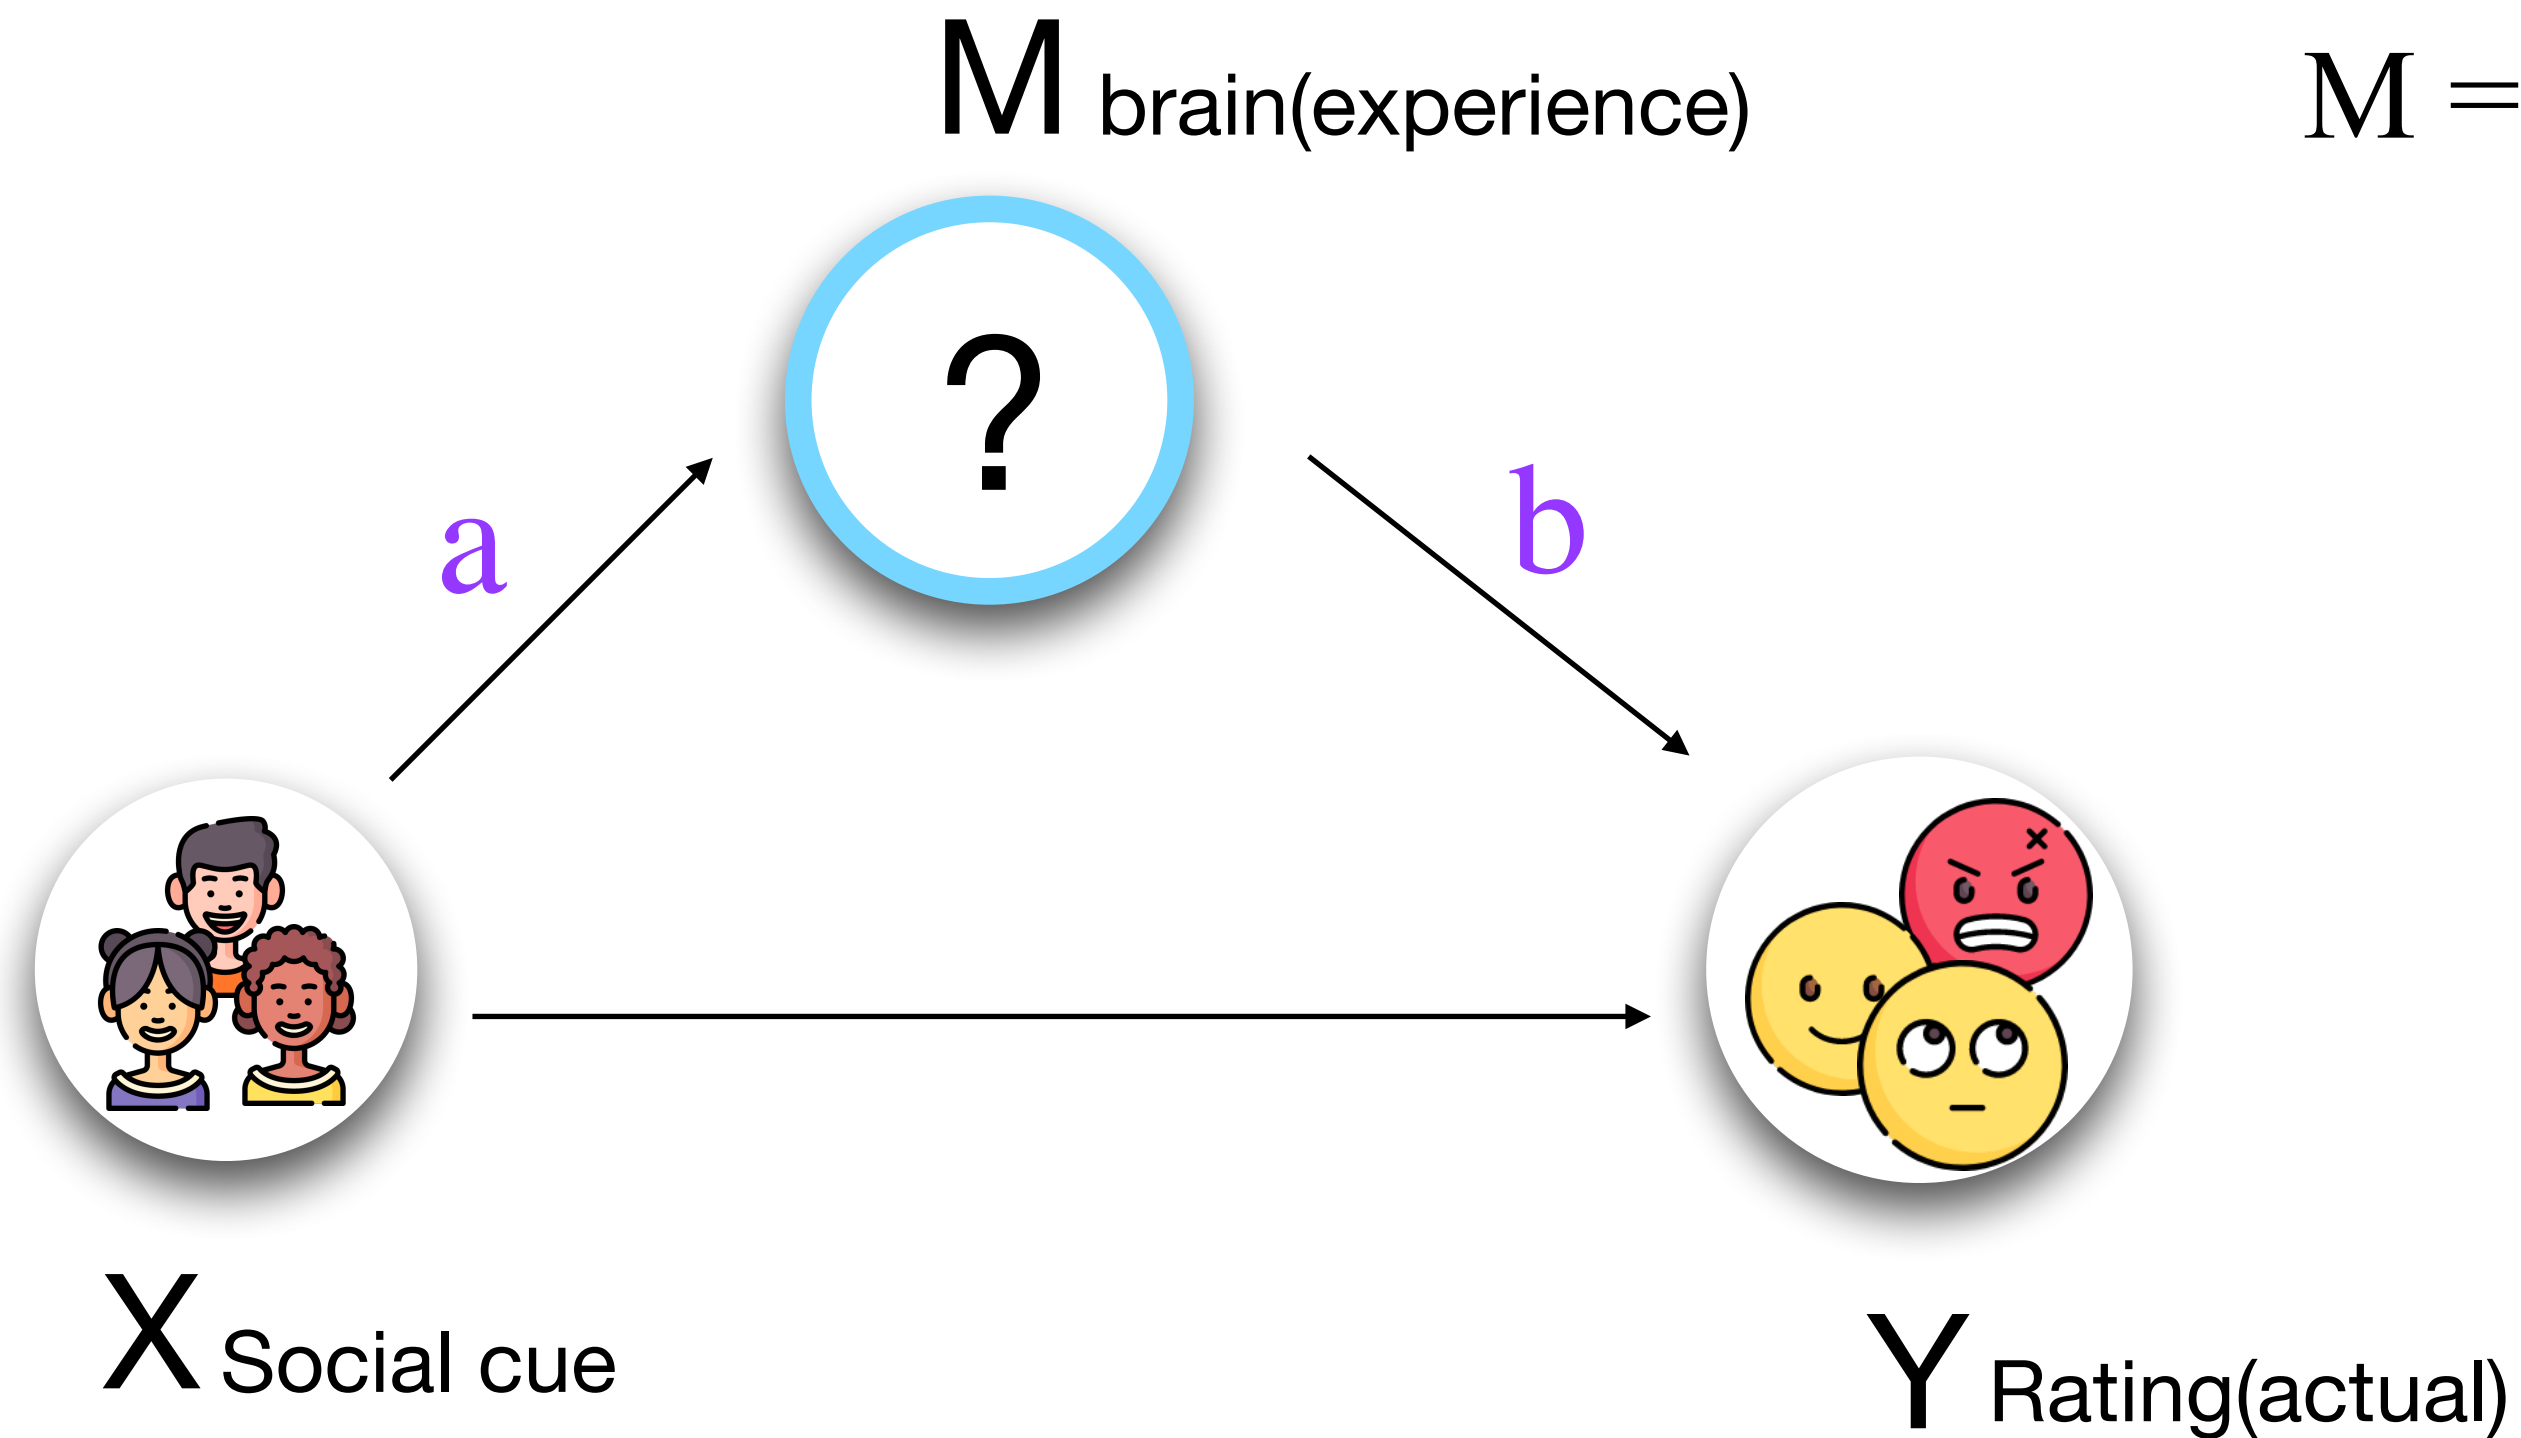 M brain(experience)
M =
?
a
b
X Social cue
Y Rating(actual)